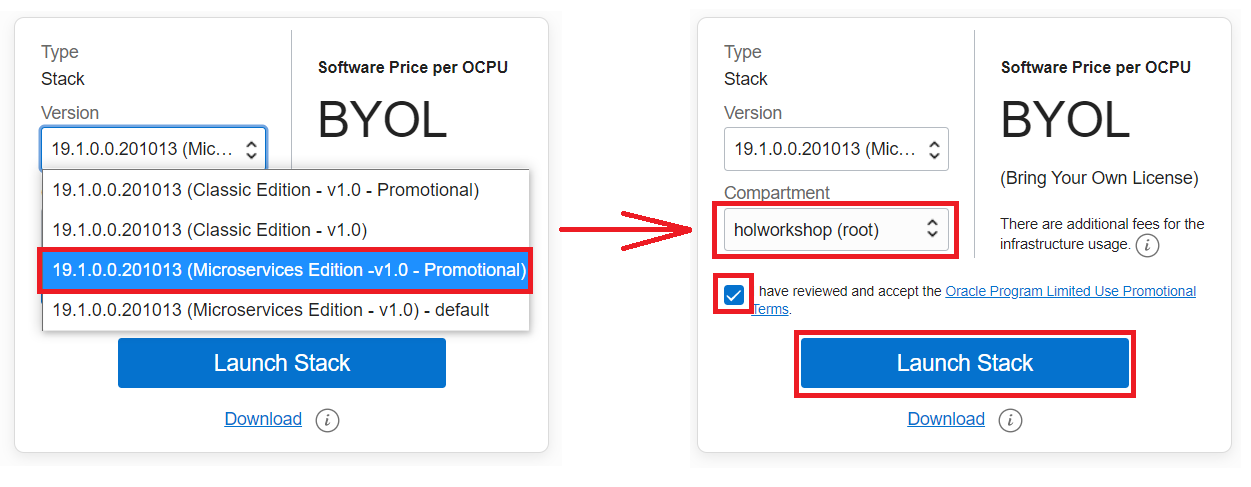 Type
Stack
Version
19.1.0.0.201013 (Mic...
19.1.0.0.201013 (Classic Edition - v1.0 - Promotional)
19.1.0.0.201013 (Classic Edition - v1.0)
19.1.0.0.201013 (Microservices Edition -v1.0 - Promotional)
19.1.0.0.201013 (Microservices Edition - v1.0) - default
Software Price per OCPU
BYOL
Launch Stack
Download i
Type
Stack
Version
19.1.0.0.201013 (Mic...
Compartment
holworkshop (root)
Software Price per OCPU
BYOL
(Bring Your Own License)
There are additional fees for the
infrastructure usage. i
have reviewed and accept the Oracle Program Limited Use Promotional
Terms.
Launch Stack
Download i